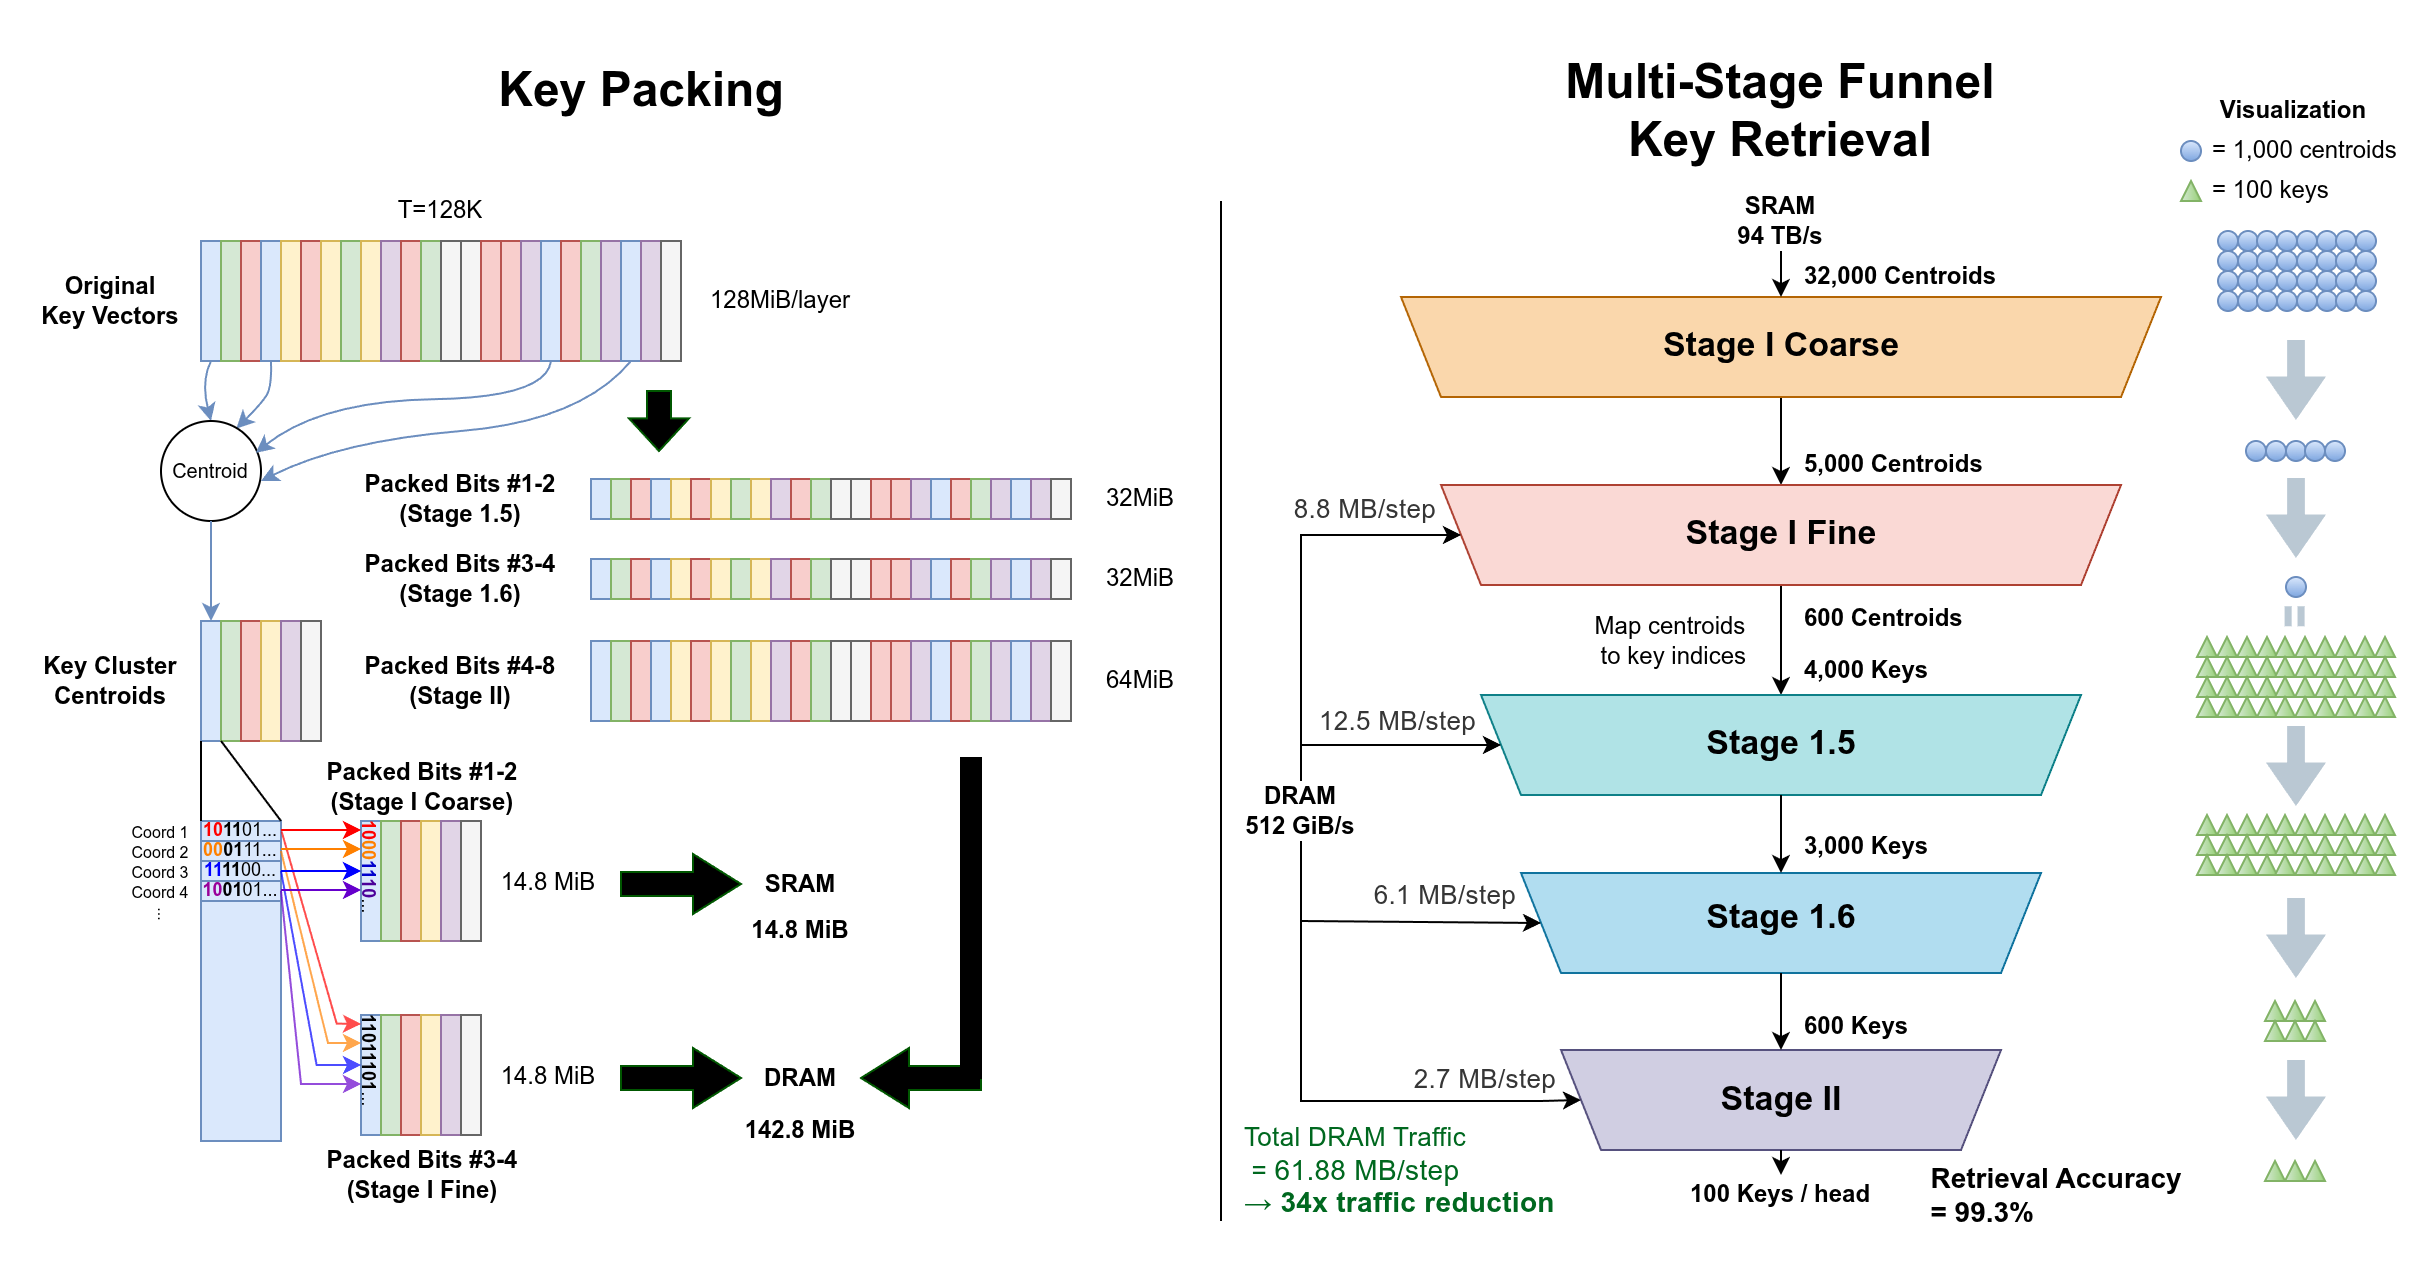 Key Packing
T=128K
Original
Key Vectors
128MiB/layer
Centroid
Packed Bits #1-2
(Stage 1.5)
32MiB
Packed Bits #3-4
(Stage 1.6)
32MiB
Key Cluster
Centroids
Packed Bits #4-8
(Stage II)
64MiB
Packed Bits #1-2
(Stage I Coarse)
Coord 1
101101...
Coord 2
000111...
Coord 3
111100...
Coord 4
100101...
...
10001110...
14.8 MiB
SRAM
14.8 MiB
11011101...
14.8 MiB
DRAM
142.8 MiB
Packed Bits #3-4
(Stage I Fine)
Multi-Stage Funnel
Key Retrieval
SRAM
94 TB/s
32,000 Centroids
Stage I Coarse
5,000 Centroids
8.8 MB/step
Stage I Fine
Map centroids
to key indices
600 Centroids
4,000 Keys
12.5 MB/step
Stage 1.5
DRAM
512 GiB/s
3,000 Keys
6.1 MB/step
Stage 1.6
600 Keys
2.7 MB/step
Stage II
Total DRAM Traffic
= 61.88 MB/step
→ 34x traffic reduction
100 Keys / head
Retrieval Accuracy
= 99.3%
Visualization
= 1,000 centroids
= 100 keys